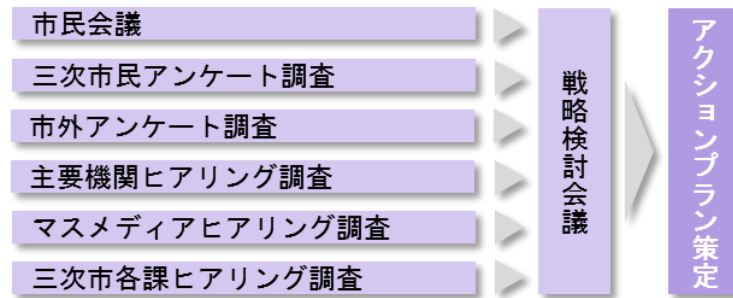 市民会議
三次市民アンケート調査
市外アンケート調査
主要機関ヒアリング調査
マスメディアヒアリング調査
三次市各課ヒアリング調査
戦略検討会議
アクションプラン策定